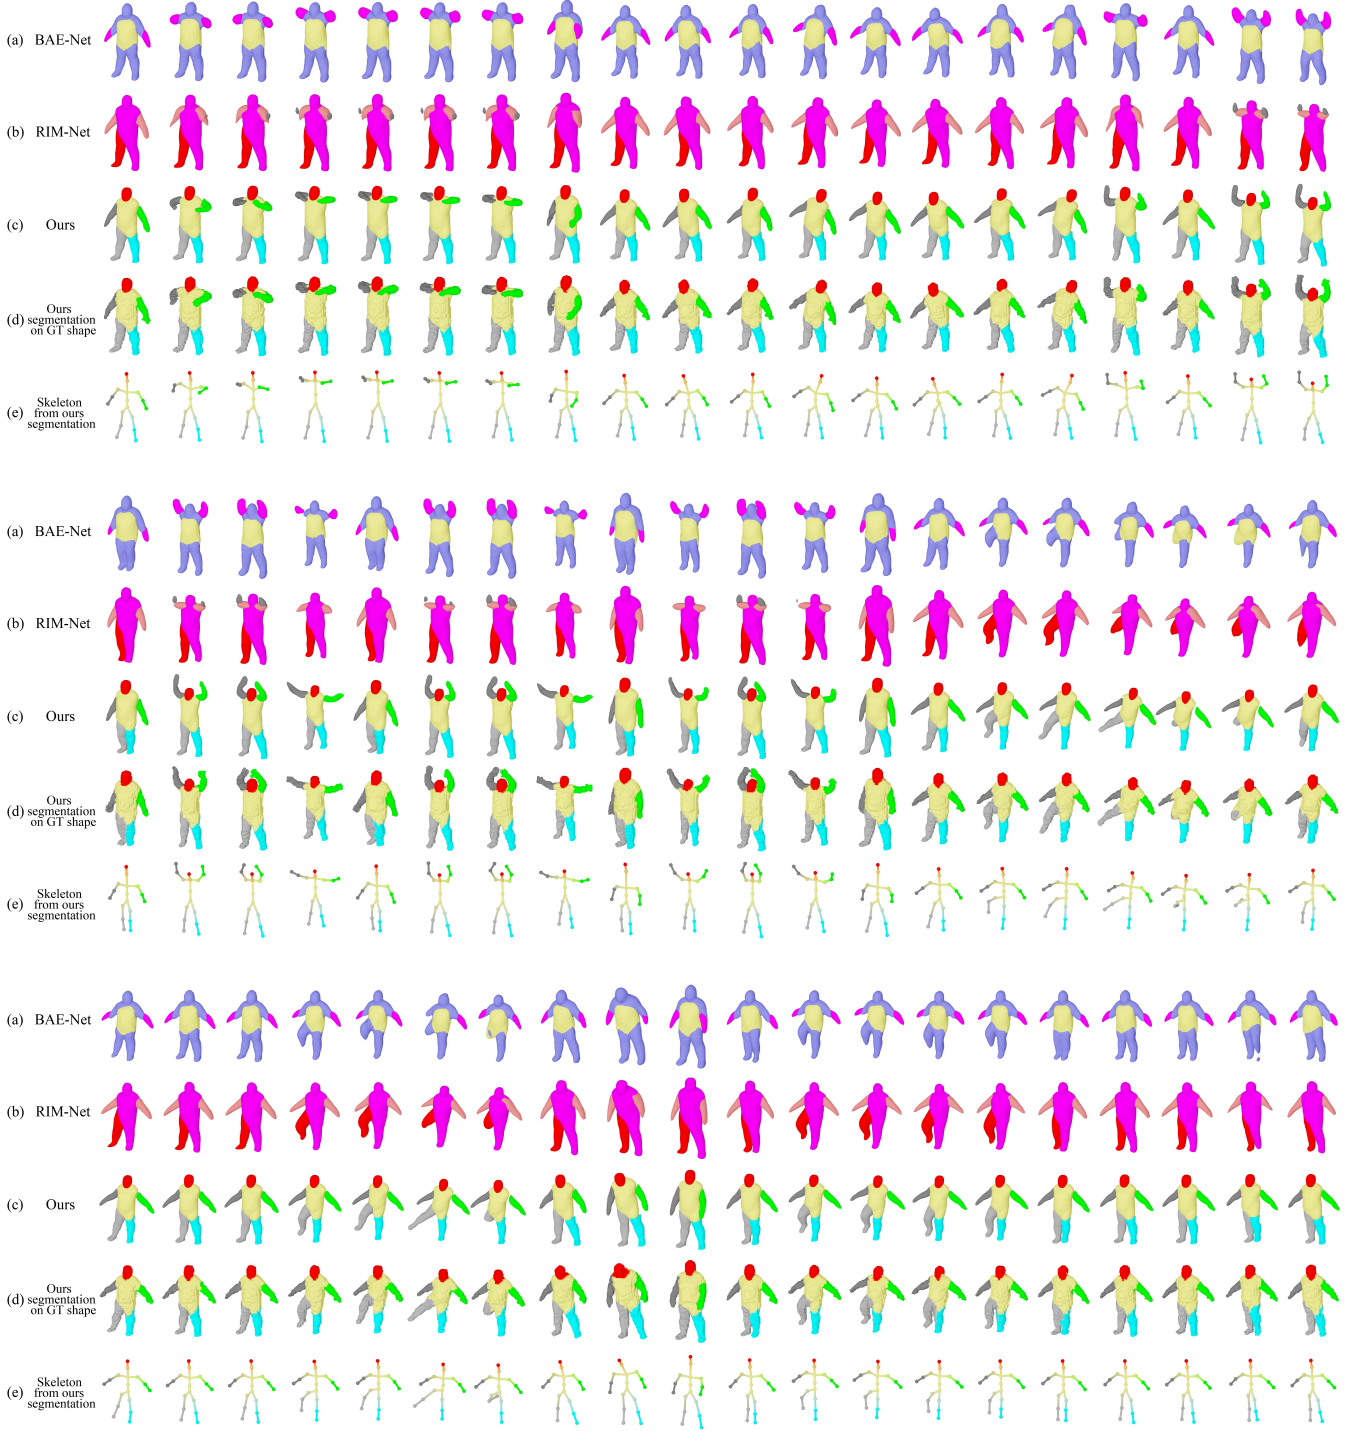 (a) BAE-Net
(b) RIM-Net
(c) Ours
(d) Ours
segmentation
on GT shape
(e) Skeleton
from ours
segmentation
(a) BAE-Net
(b) RIM-Net
(c) Ours
(d) Ours
segmentation
on GT shape
(e) Skeleton
from ours
segmentation
(a) BAE-Net
(b) RIM-Net
(c) Ours
(d) Ours
segmentation
on GT shape
(e) Skeleton
from ours
segmentation